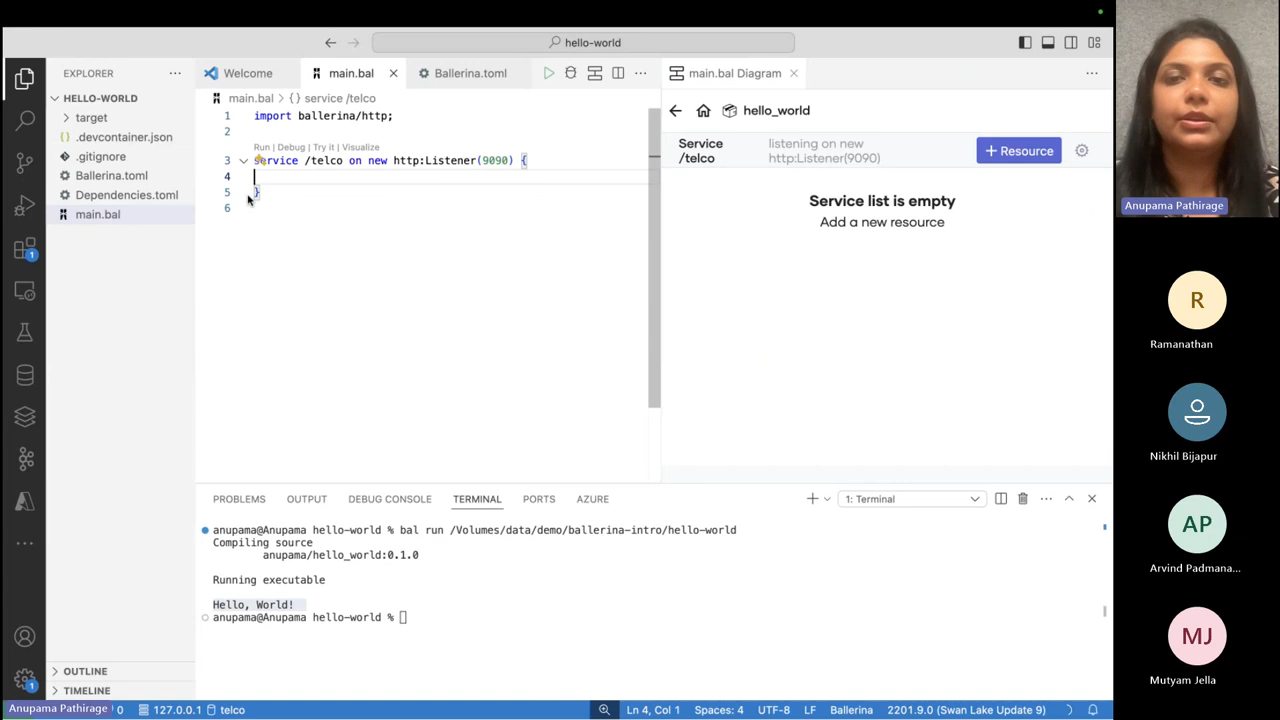 hello-world
EXPLORER
Welcome
main.bal
Ballerina.toml
main.bal Diagram
HELLO-WORLD
target
.devcontainer.json
.gitignore
Ballerina.toml
Dependencies.toml
main.bal
main.bal > service /telco
1 import ballerina/http;
2
Run | Debug | Try it | Visualize
3 service /telco on new http:Listener(9090) {
4
5 }
6
hello_world
Service /telco
listening on new http:Listener(9090)
+ Resource
Service list is empty
Add a new resource
PROBLEMS OUTPUT DEBUG CONSOLE TERMINAL PORTS AZURE
1: Terminal
anupama@Anupama hello-world % bal run /Volumes/data/demo/ballerina-intro/hello-world
Compiling source
anupama/hello_world:0.1.0
Running executable
Hello, World!
anupama@Anupama hello-world %
1
1
OUTLINE
TIMELINE
Anupama Pathirage
0 127.0.0.1 telco
Ln 4, Col 1 Spaces: 4 UTF-8 LF Ballerina 2201.9.0 (Swan Lake Update 9)
Anupama Pathirage
R
Ramanathan
Nikhil Bijapur
AP
Arvind Padmana...
MJ
Mutyam Jella